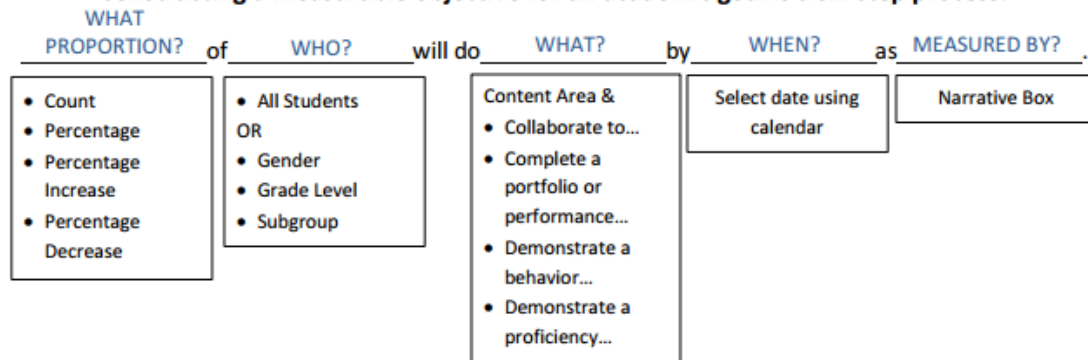 WHAT
PROPORTION? of WHO? will do WHAT? by WHEN? as MEASURED BY? .
• Count
• Percentage
• Percentage
Increase
• Percentage
Decrease
• All Students
OR
• Gender
• Grade Level
• Subgroup
Content Area &
• Collaborate to...
• Complete a
portfolio or
performance...
• Demonstrate a
behavior...
• Demonstrate a
proficiency...
Select date using
calendar
Narrative Box